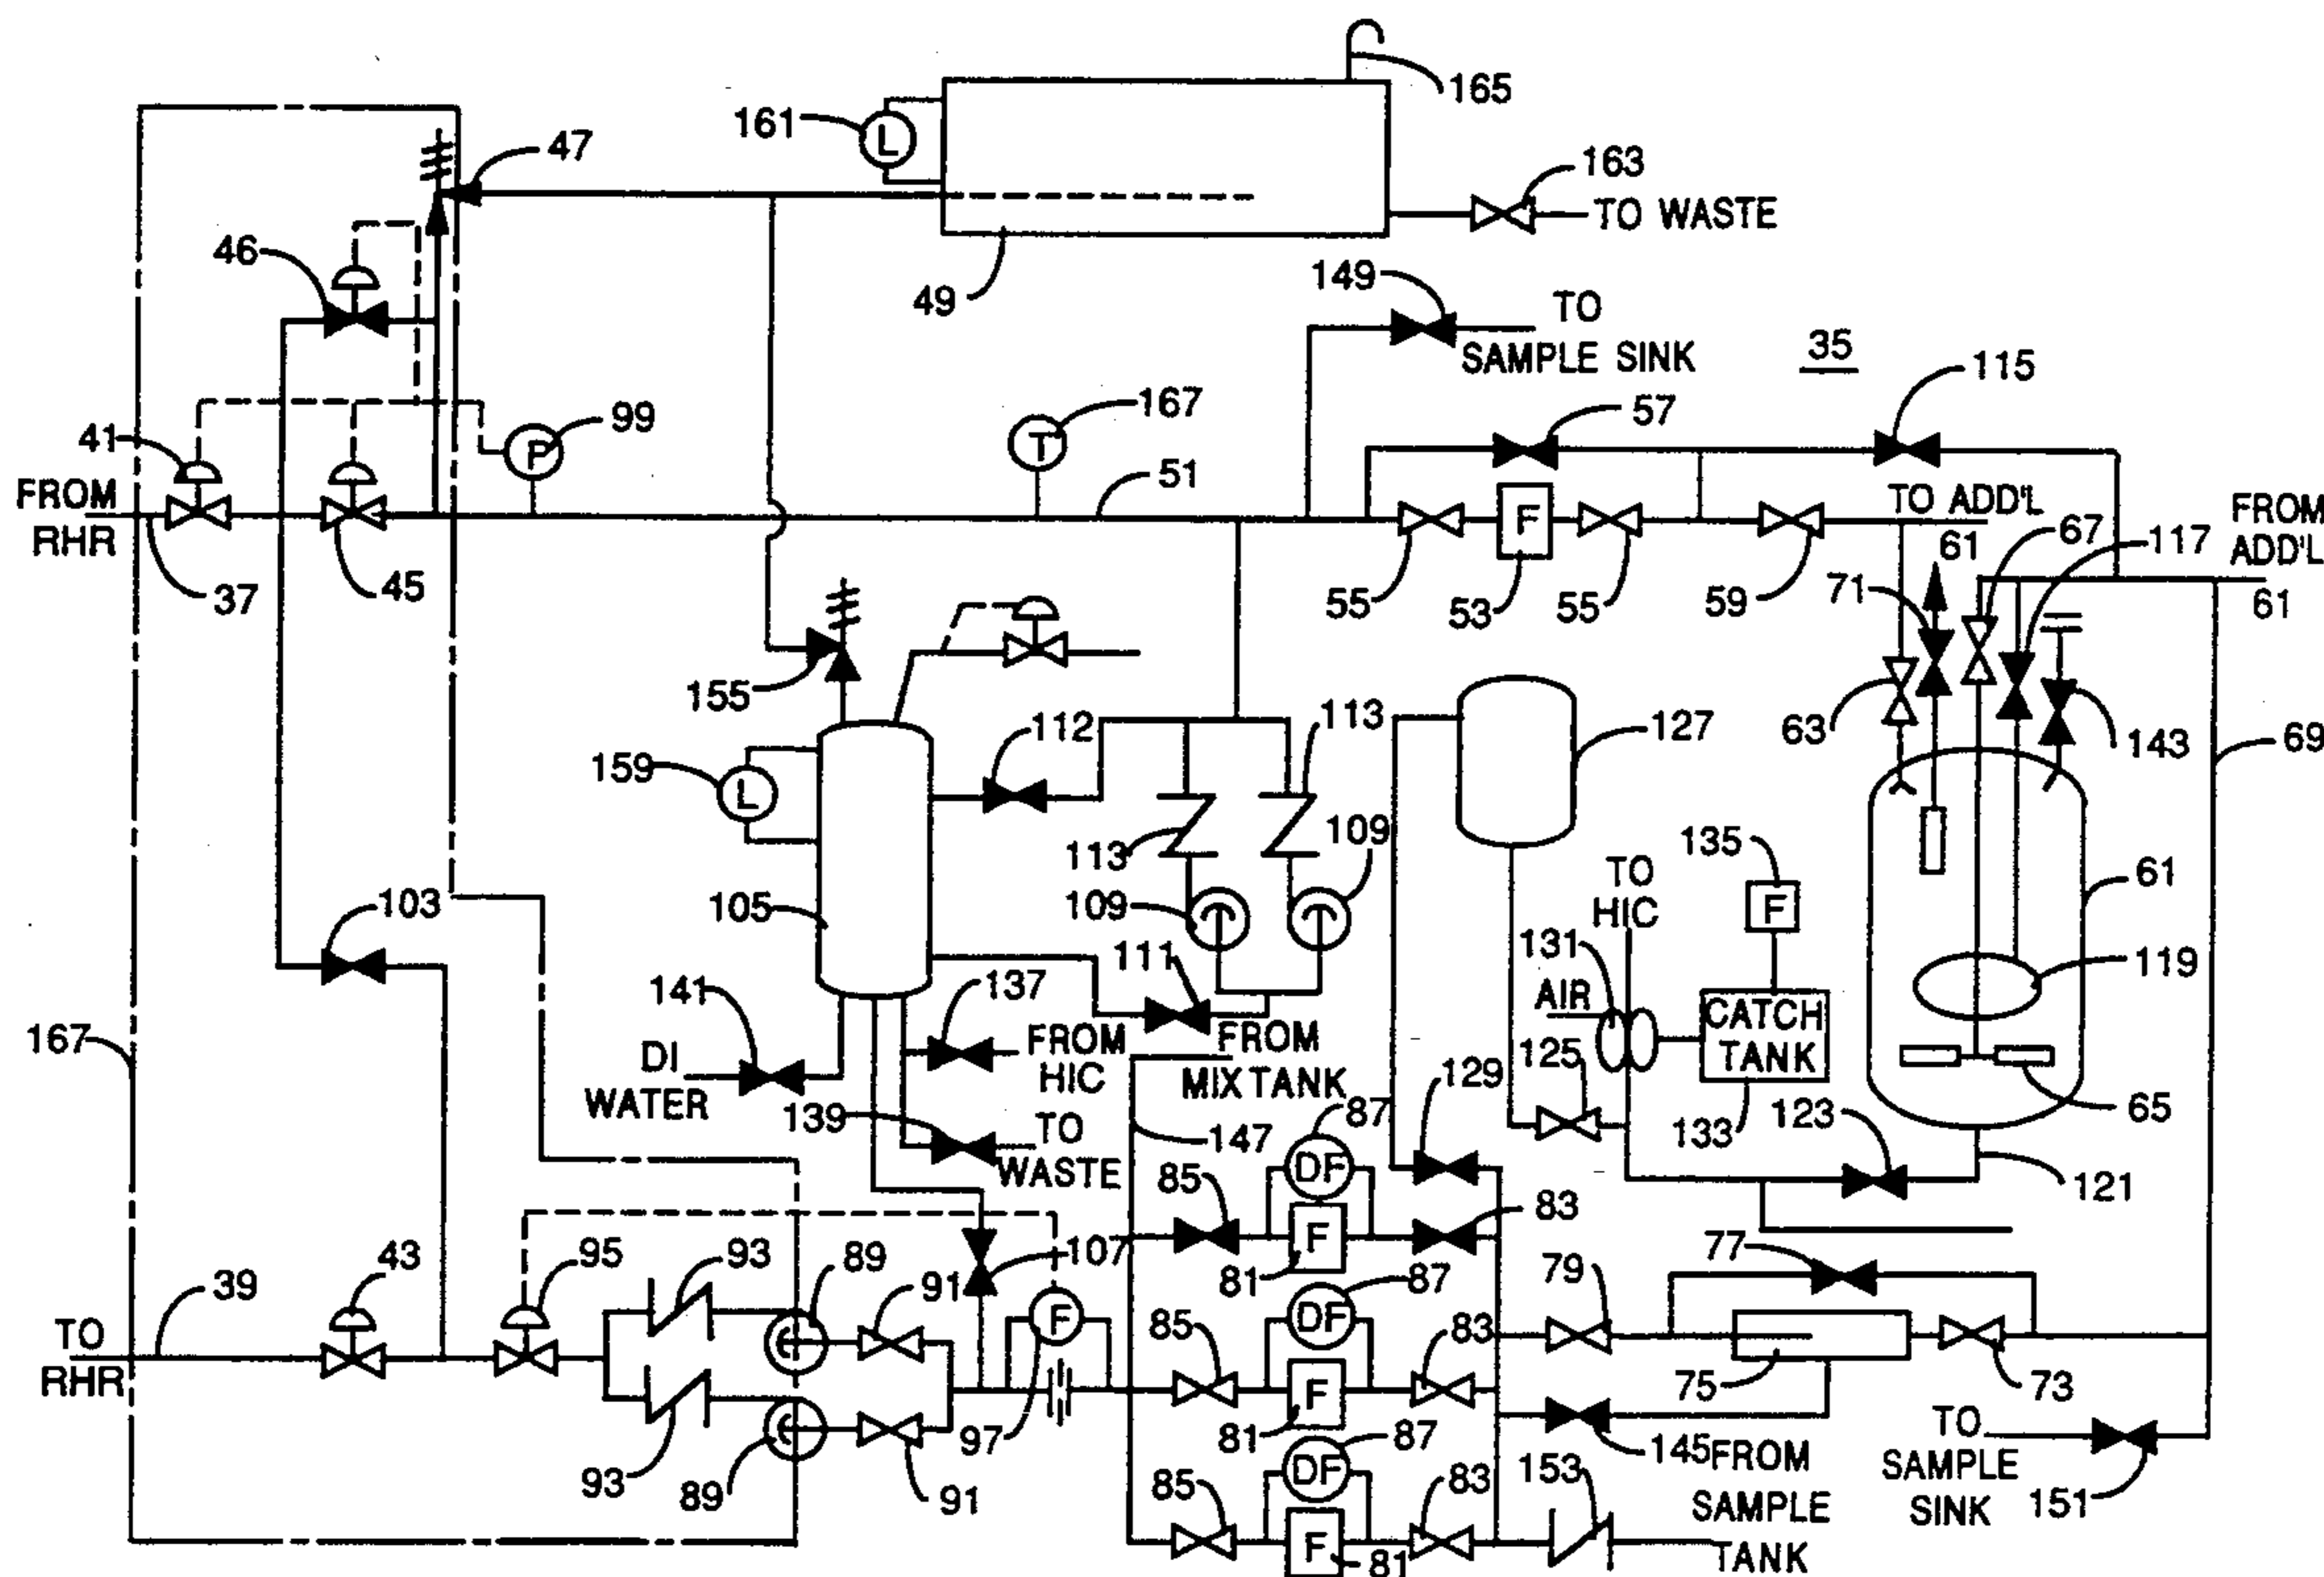 165
161
L
47
163
TO WASTE
46
49
149
TO
SAMPLE SINK
35
115
57
167
99
41
P
T
51
FROM
RHR
37
45
F
55
53
55
59
TO ADD'L
61
67
FROM
ADD'L
61
117
71
63
143
69
155
112
113
127
159
L
113
109
109
105
135
F
TO
HIC
61
103
131
AIR
CATCH
TANK
119
141
137
111
FROM
HIC
FROM
MIX TANK
125
129
DI
WATER
139
TO
WASTE
147
87
DF
133
123
65
121
167
85
F
81
83
107
77
79
43
95
93
89
91
39
F
87
DF
TO
RHR
85
83
F
81
97
75
73
93
89
91
87
DF
145
FROM
SAMPLE
TANK
153
TO
SAMPLE
SINK
151
85
83
F
81